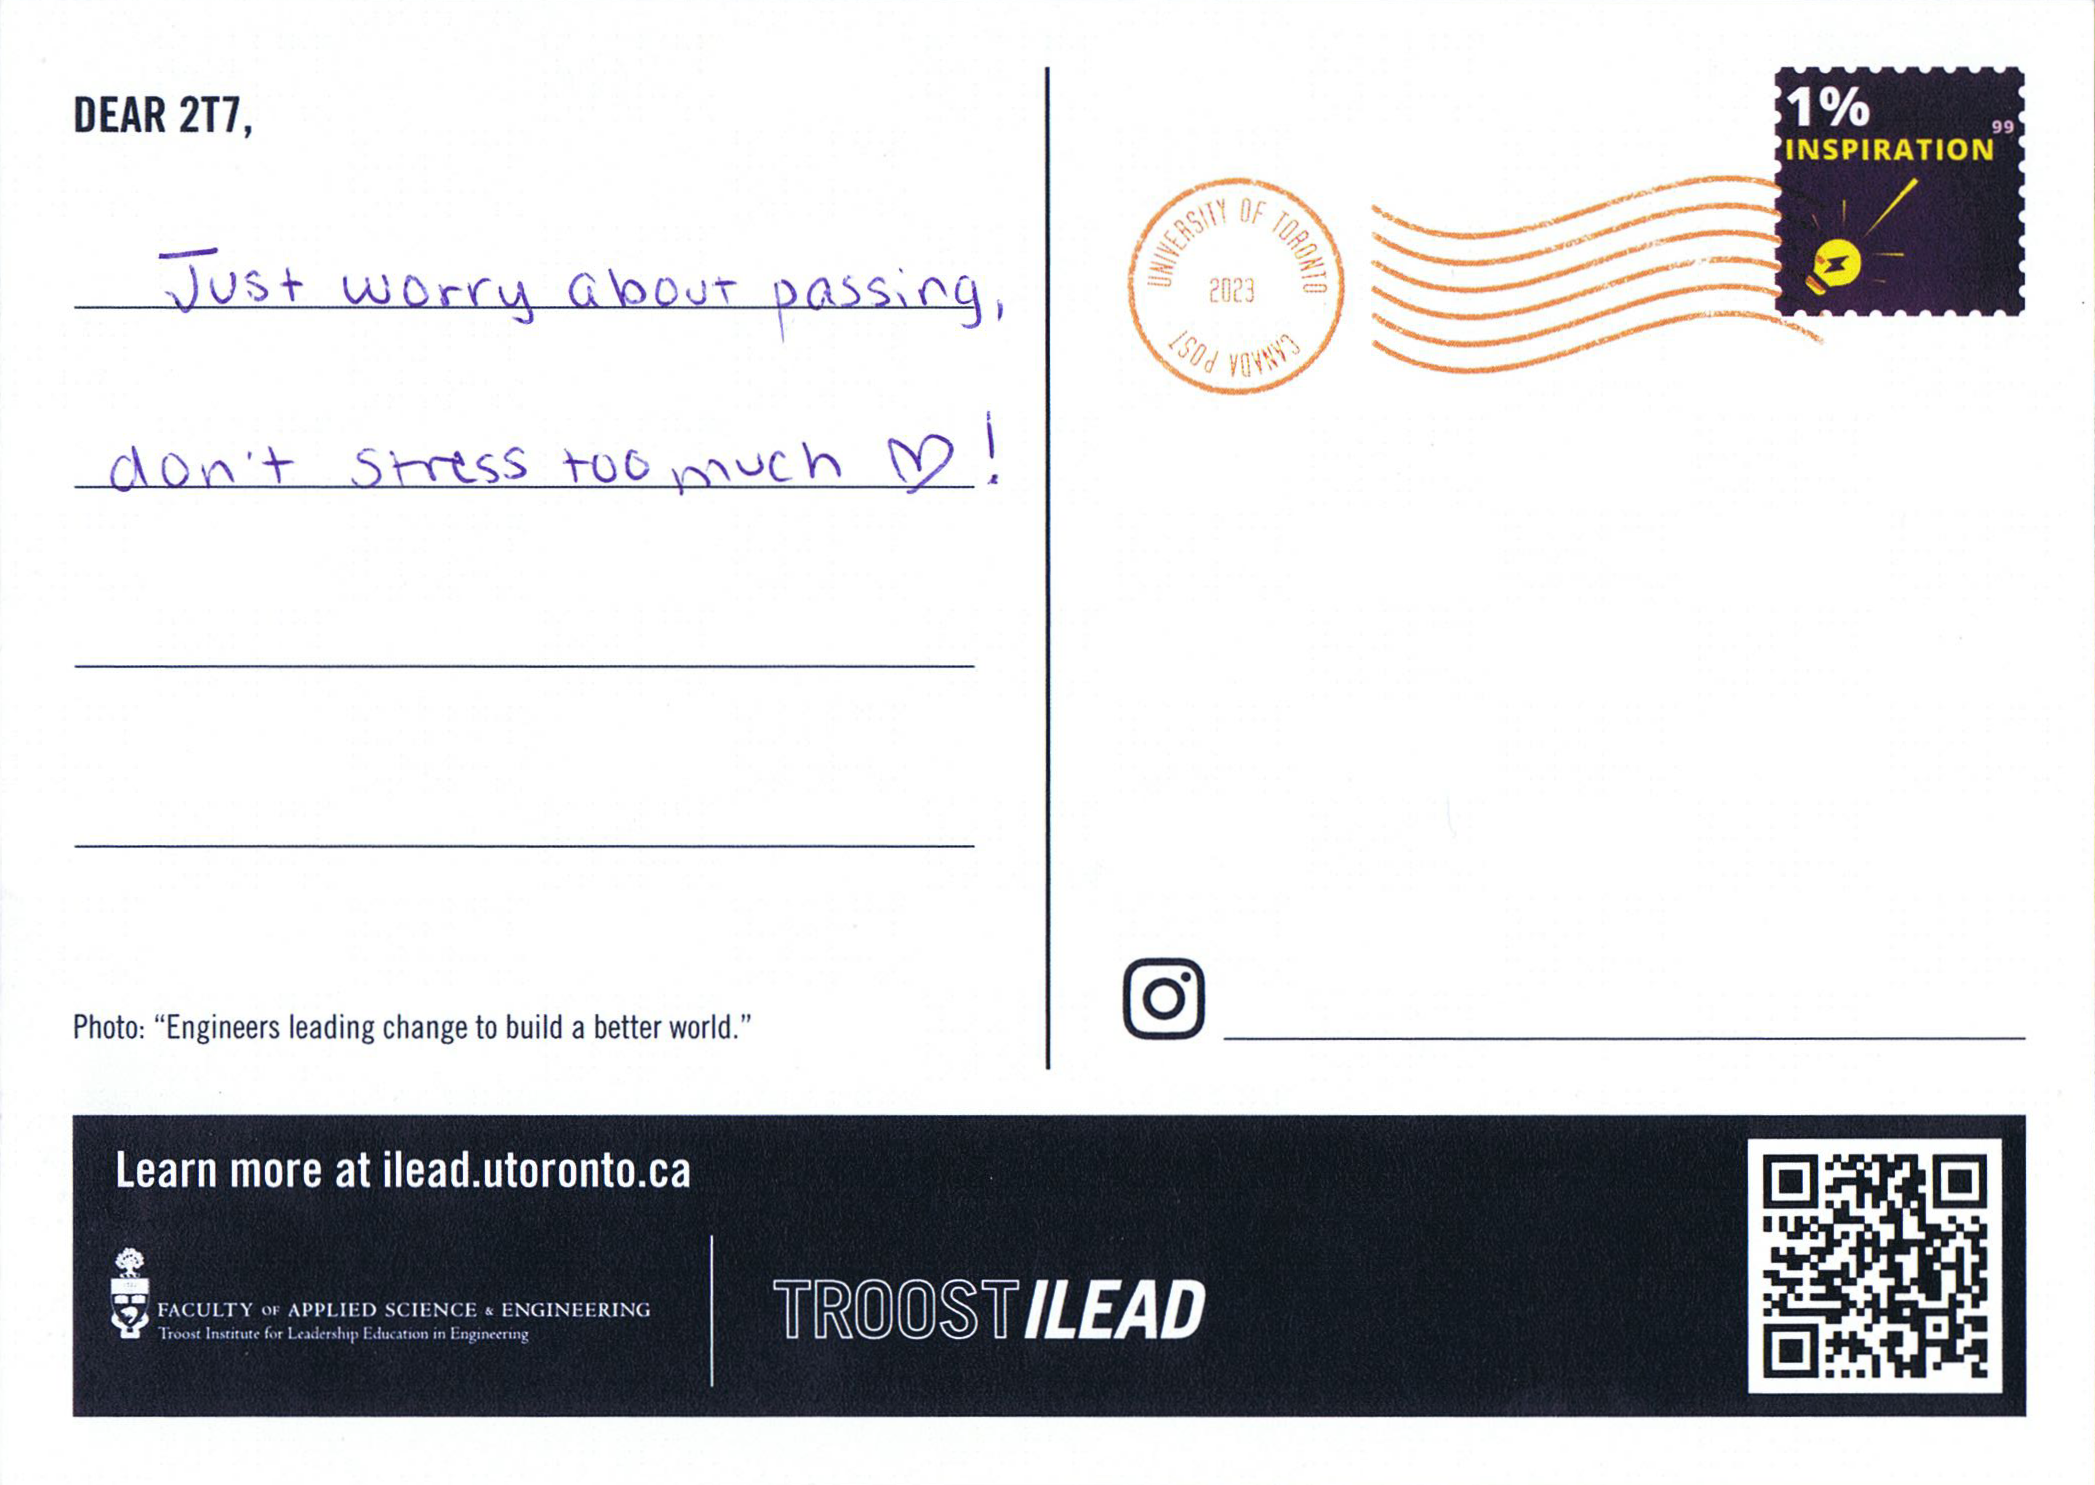 DEAR 2T7,
Just worry about passing,
don't stress too much ♡!
Photo: “Engineers leading change to build a better world.”
1%
99
INSPIRATION
UNIVERSITY OF TORONTO
2023
CANADA POST
Learn more at ilead.utoronto.ca
FACULTY OF APPLIED SCIENCE & ENGINEERING
Troost Institute for Leadership Education in Engineering
TROOST ILEAD